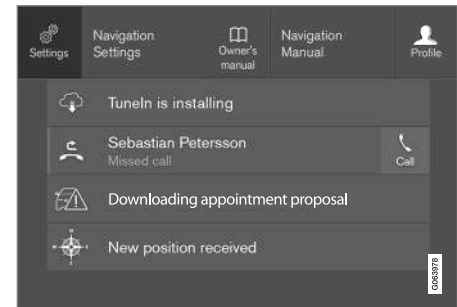 Settings
Navigation
Settings
Owner's
manual
Navigation
Manual
Profile
TuneIn is installing
Sebastian Petersson
Missed call
Call
Downloading appointment proposal
New position received
G063978